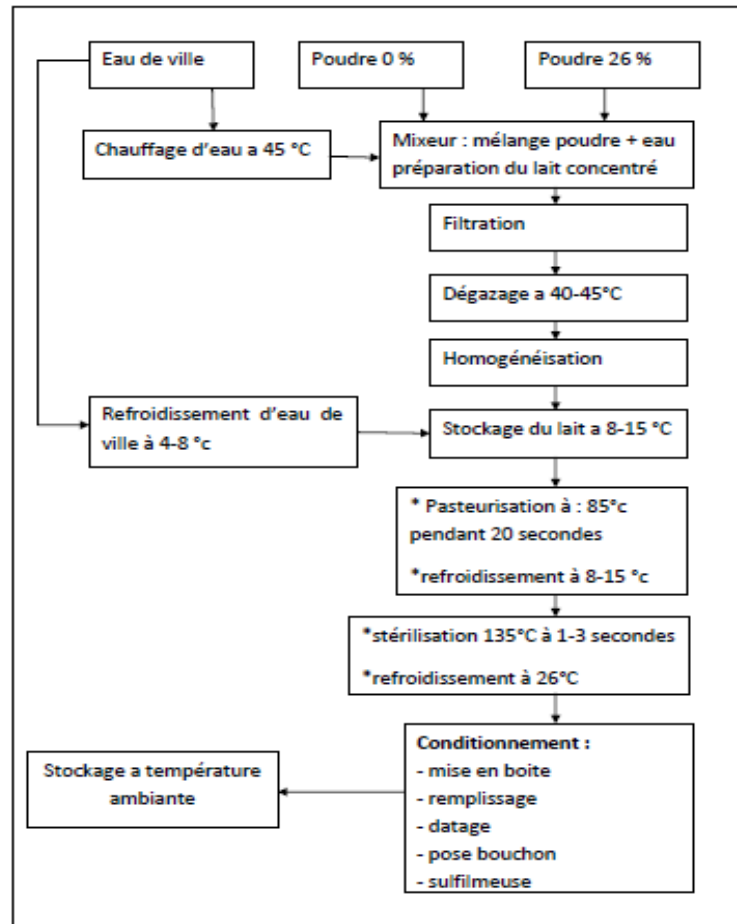 Eau de ville
Poudre 0 %
Poudre 26 %
Chauffage d'eau a 45 °C
Mixeur : mélange poudre + eau
préparation du lait concentré
Filtration
Dégazage a 40-45°C
Homogénéisation
Refroidissement d'eau de
ville à 4-8 °c
Stockage du lait a 8-15 °C
* Pasteurisation à : 85°c
pendant 20 secondes
*refroidissement à 8-15 °c
*stérilisation 135°C à 1-3 secondes
*refroidissement à 26°C
Conditionnement :
- mise en boite
- remplissage
- datage
- pose bouchon
- sulfilmeuse
Stockage a température
ambiante